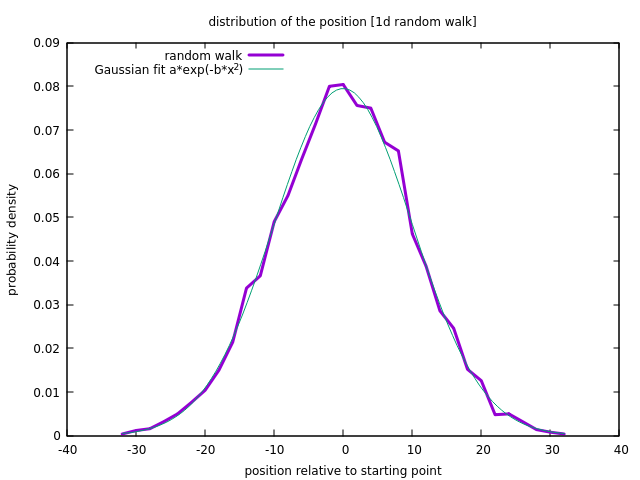 distribution of the position [1d random walk]
0.09
0.08
0.07
0.06
0.05
0.04
0.03
0.02
0.01
0
probability density
random walk
Gaussian fit a*exp(-b*x²)
-40 -30 -20 -10 0 10 20 30 40
position relative to starting point